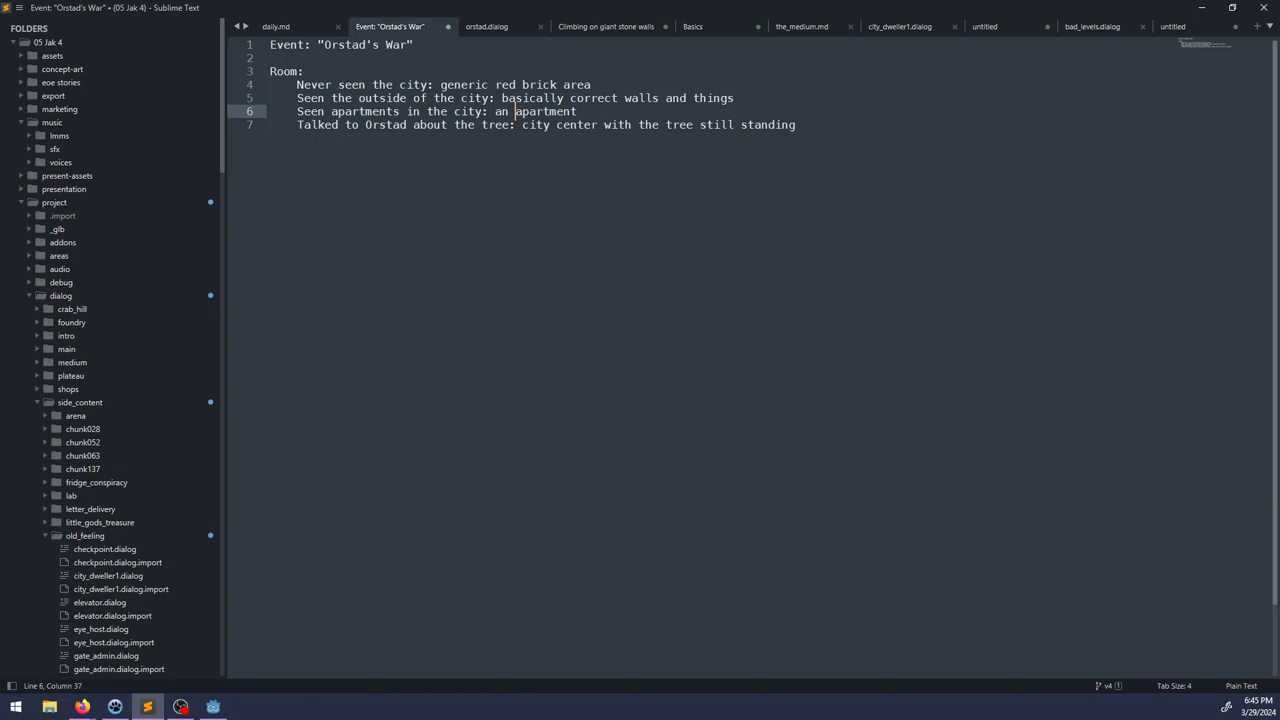 Event: "Orstad's War" (05 Jak 4) - Sublime Text
FOLDERS
05 Jak 4
assets
concept-art
eoe stories
export
marketing
music
lmms
sfx
voices
present-assets
presentation
project
.import
_glb
addons
areas
audio
debug
dialog
crab_hill
foundry
intro
main
medium
plateau
shops
side_content
arena
chunk028
chunk052
chunk063
chunk137
fridge_conspiracy
lab
letter_delivery
little_gods_treasure
old_feeling
checkpoint.dialog
checkpoint.dialog.import
city_dweller1.dialog
city_dweller1.dialog.import
elevator.dialog
elevator.dialog.import
eye_host.dialog
eye_host.dialog.import
gate_admin.dialog
gate_admin.dialog.import
daily.md
Event: "Orstad's War"
orstad.dialog
Climbing on giant stone walls
Basics
the_medium.md
city_dweller1.dialog
untitled
bad_levels.dialog
untitled
1 Event: "Orstad's War"
2
3 Room:
4 Never seen the city: generic red brick area
5 Seen the outside of the city: basically correct walls and things
6 Seen apartments in the city: an apartment
7 Talked to Orstad about the tree: city center with the tree still standing
Line 6, Column 37
v4 1
Tab Size: 4
Plain Text
6:45 PM
3/29/2024